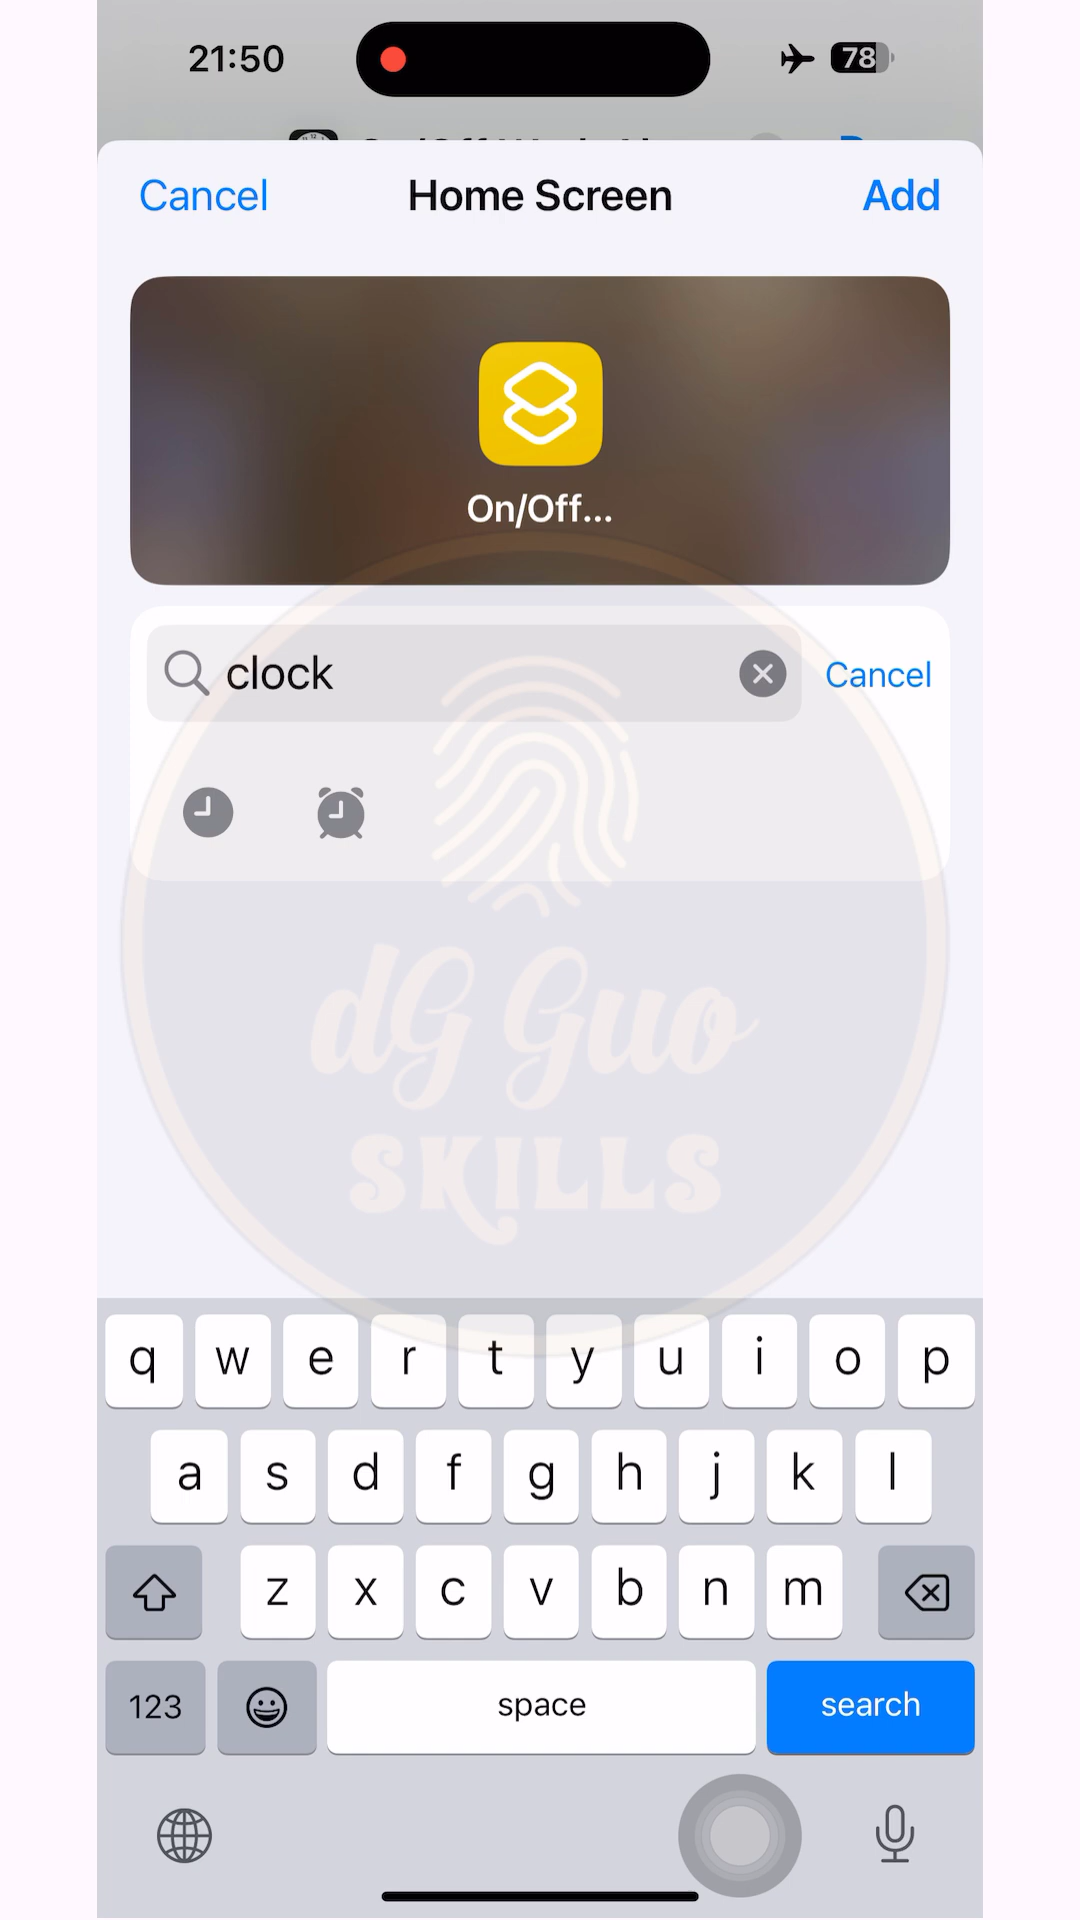 21:50
78
Cancel
Home Screen
Add
On/Off...
clock
Cancel
dG Guo
SKILLS
q w e r t y u i o p
a s d f g h j k l
z x c v b n m
123
space
search